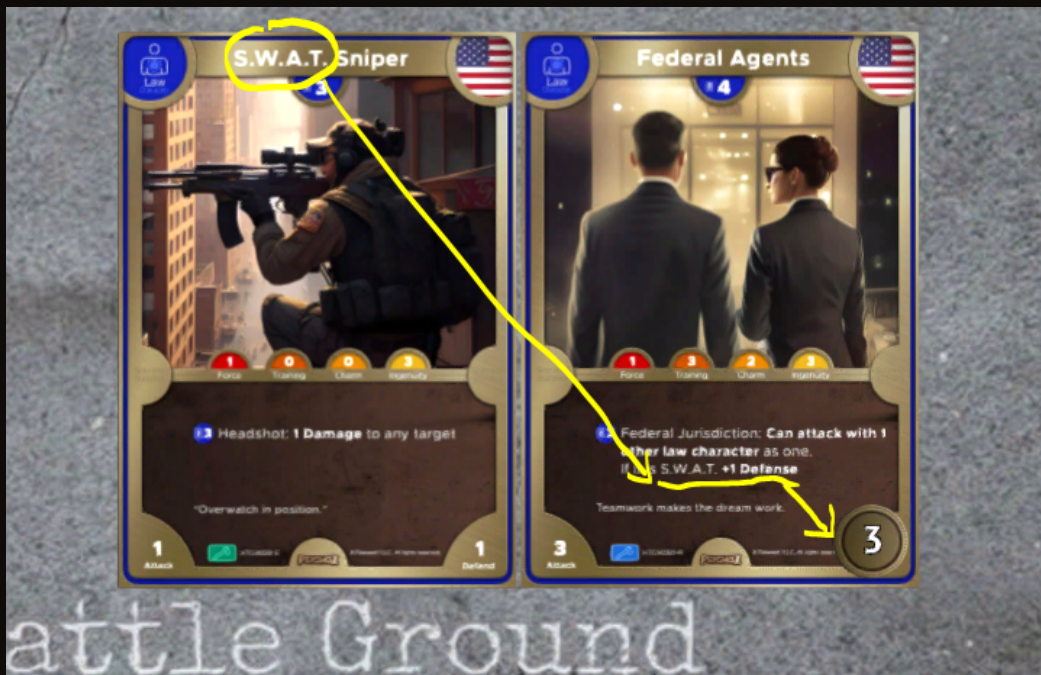 S.W.A.T. Sniper
Law
3
1
Force
0
Training
0
Charm
3
Ingenuity
3 Headshot: 1 Damage to any target
"Overwatch in position."
1
Attack
1
Defend
Federal Agents
Law
4
1
Force
3
Training
2
Charm
3
Ingenuity
Federal Jurisdiction: Can attack with 1
other law character as one.
S.W.A.T. +1 Defense
Teamwork makes the dream work.
3
Attack
3
attle Ground